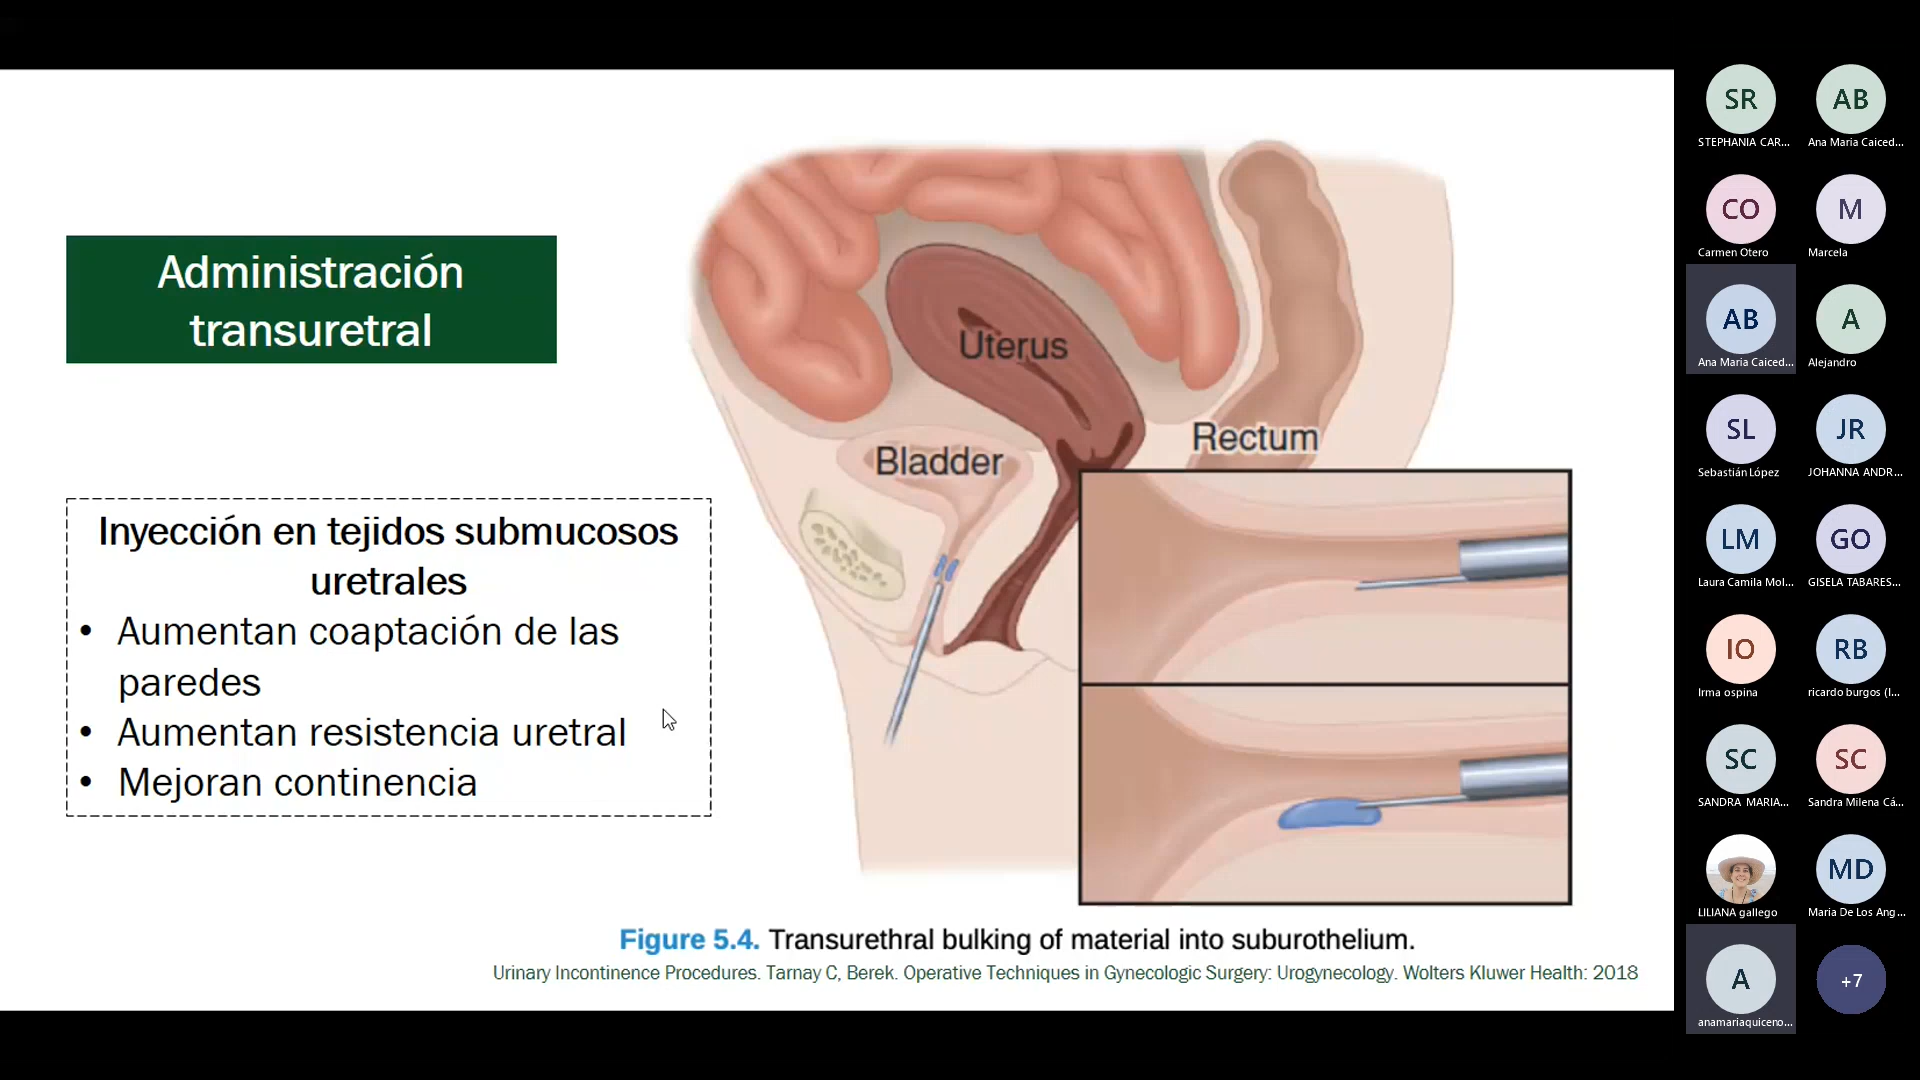 Administración
transuretral
Inyección en tejidos submucosos
uretrales
• Aumentan coaptación de las
paredes
• Aumentan resistencia uretral
• Mejoran continencia
Uterus
Bladder
Rectum
Figure 5.4. Transurethral bulking of material into suburothelium.
Urinary Incontinence Procedures. Tarnay C, Berek. Operative Techniques in Gynecologic Surgery: Urogynecology. Wolters Kluwer Health: 2018
SR
STEPHANIA CAR...
AB
Ana Maria Caiced...
CO
Carmen Otero
M
Marcela
AB
Ana Maria Caiced...
A
Alejandro
SL
Sebastián López
JR
JOHANNA ANDR...
LM
Laura Camila Mol...
GO
GISELA TABARES...
IO
Irma ospina
RB
ricardo burgos (I...
SC
SANDRA MARIA...
SC
Sandra Milena Cá...
LILIANA gallego
MD
Maria De Los Ang...
A
anamariaquiceno...
+7